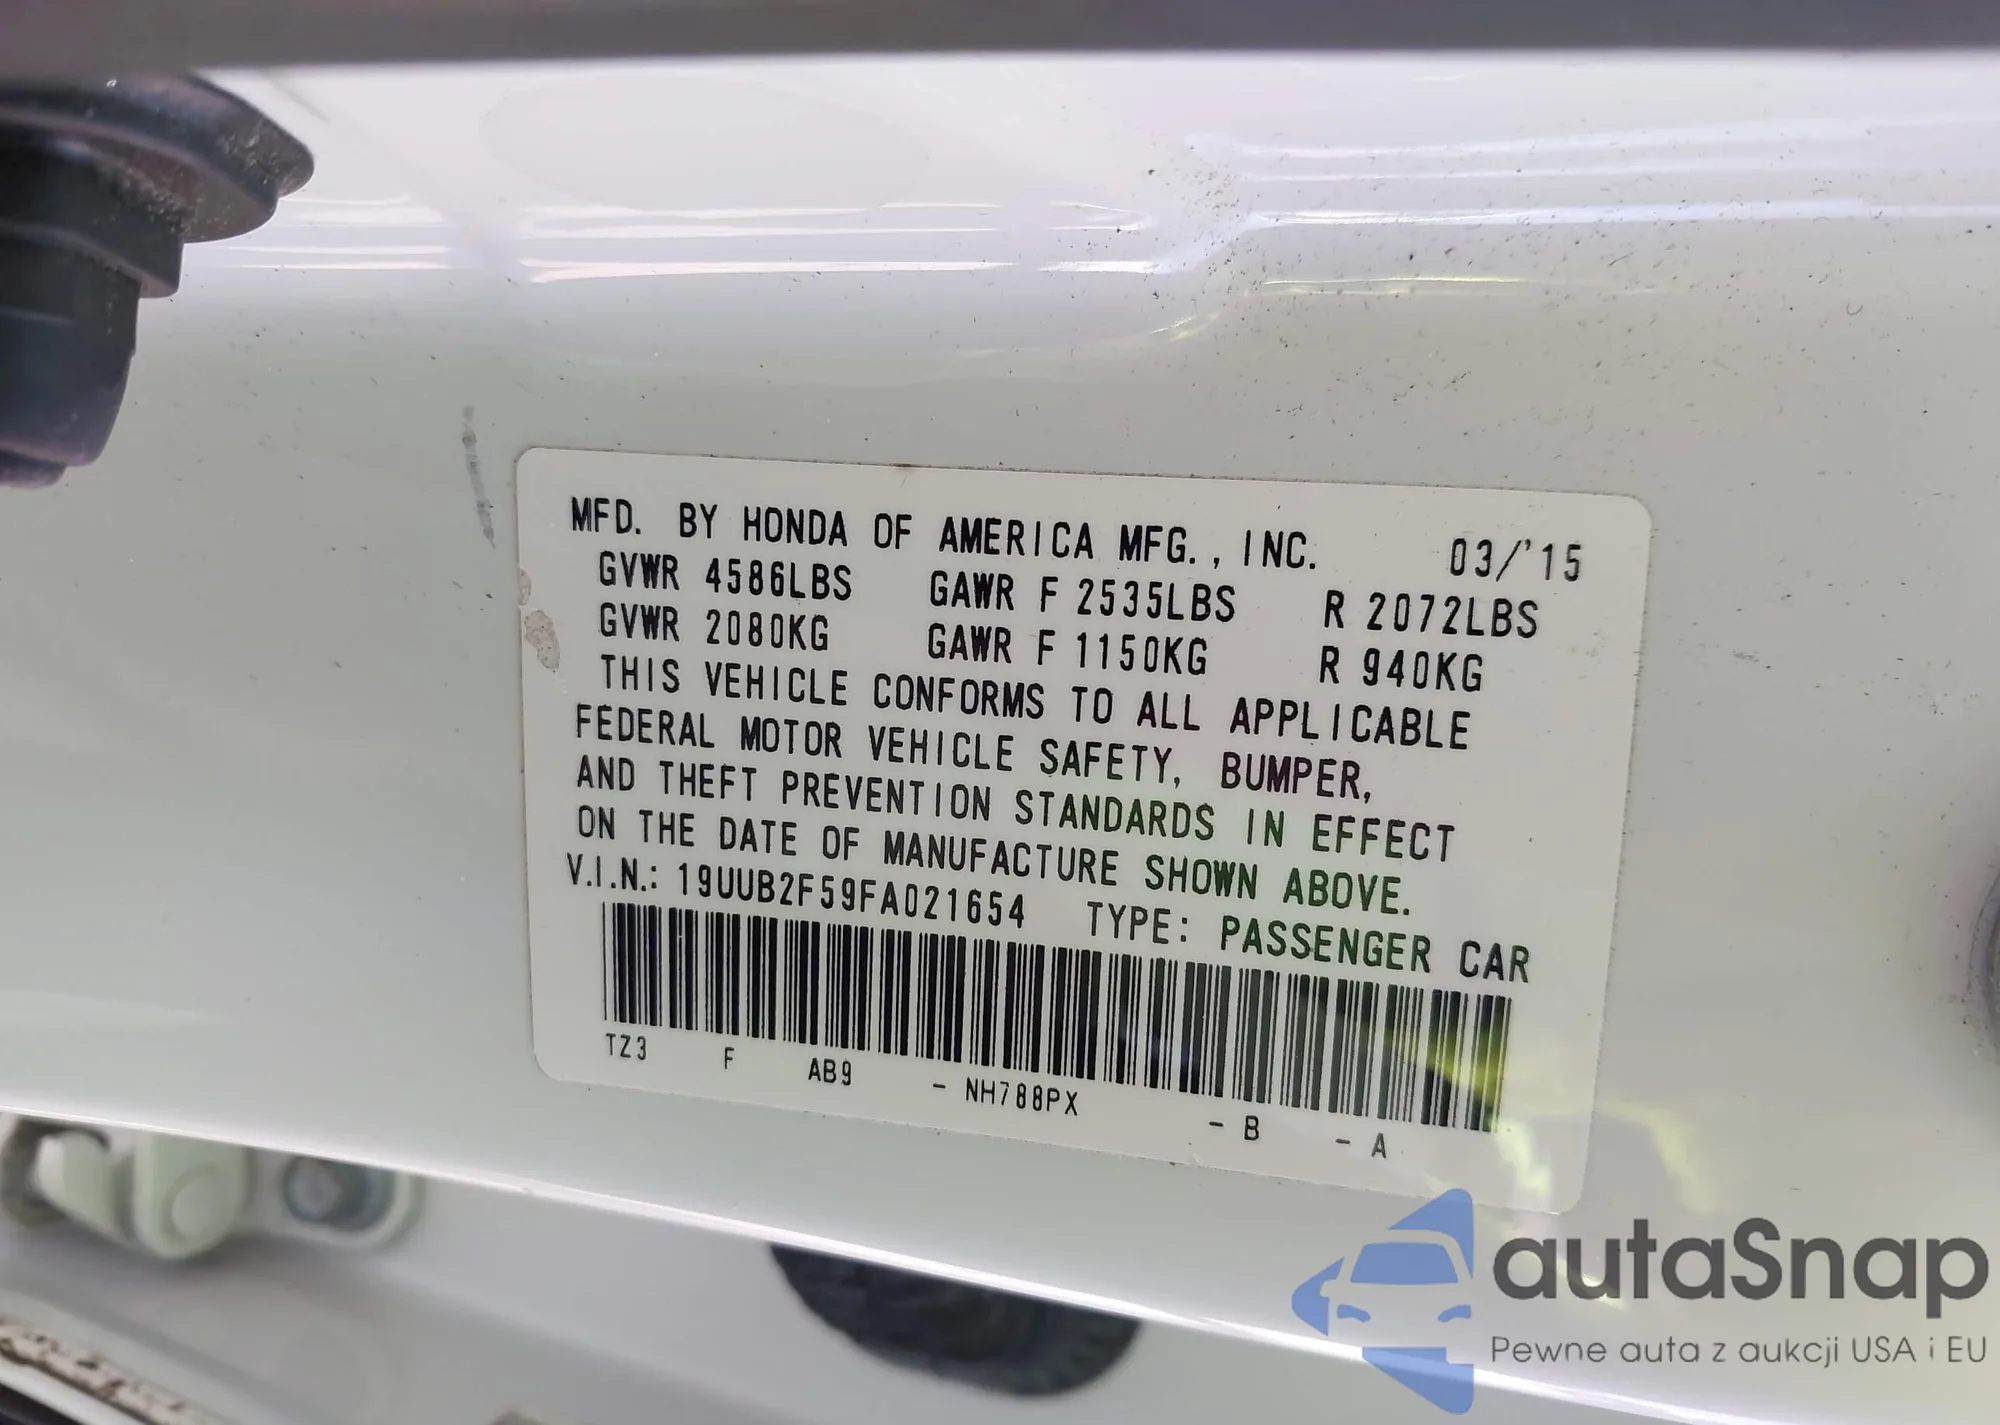 MFD. BY HONDA OF AMERICA MFG., INC. 03/'15
GVWR 4586LBS GAWR F 2535LBS R 2072LBS
GVWR 2080KG GAWR F 1150KG R 940KG
THIS VEHICLE CONFORMS TO ALL APPLICABLE
FEDERAL MOTOR VEHICLE SAFETY, BUMPER,
AND THEFT PREVENTION STANDARDS IN EFFECT
ON THE DATE OF MANUFACTURE SHOWN ABOVE.
V.I.N.: 19UUB2F59FA021654 TYPE: PASSENGER CAR
TZ3 F AB9 - NH788PX - B - A
autaSnap
Pewne auta z aukcji USA i EU